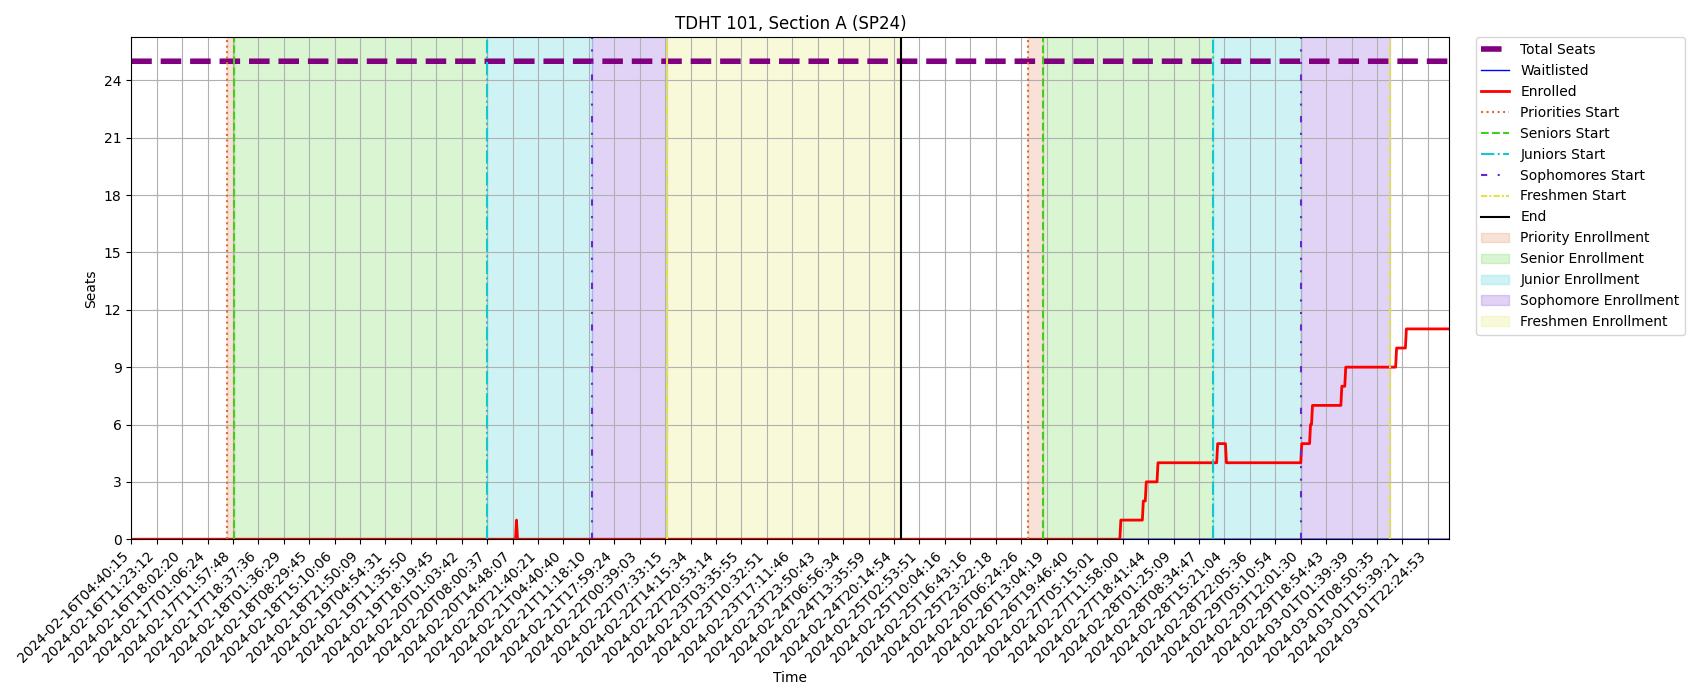 TDHT 101, Section A (SP24)
Seats
24
21
18
15
12
9
6
3
0
2024-02-16T04:40:15
2024-02-16T11:23:12
2024-02-16T18:02:20
2024-02-17T01:06:24
2024-02-17T11:57:48
2024-02-17T18:37:36
2024-02-18T01:36:29
2024-02-18T08:29:45
2024-02-18T15:10:06
2024-02-18T21:50:09
2024-02-19T04:54:31
2024-02-19T11:35:50
2024-02-19T18:19:45
2024-02-20T01:03:42
2024-02-20T08:00:37
2024-02-20T14:48:07
2024-02-20T21:40:21
2024-02-21T04:40:40
2024-02-21T11:18:10
2024-02-21T17:59:24
2024-02-22T00:39:03
2024-02-22T07:33:15
2024-02-22T14:15:34
2024-02-22T20:53:14
2024-02-23T03:35:55
2024-02-23T10:32:51
2024-02-23T17:11:46
2024-02-23T23:50:43
2024-02-24T06:56:34
2024-02-24T13:35:59
2024-02-24T20:14:54
2024-02-25T02:53:51
2024-02-25T10:04:16
2024-02-25T16:43:16
2024-02-25T23:22:18
2024-02-26T06:24:26
2024-02-26T13:04:19
2024-02-26T19:46:40
2024-02-27T05:15:01
2024-02-27T11:58:00
2024-02-27T18:41:44
2024-02-28T01:25:09
2024-02-28T08:34:47
2024-02-28T15:21:04
2024-02-28T22:05:36
2024-02-29T05:10:54
2024-02-29T12:01:30
2024-02-29T18:54:43
2024-03-01T01:39:39
2024-03-01T08:50:35
2024-03-01T15:39:21
2024-03-01T22:24:53
Time
Total Seats
Waitlisted
Enrolled
Priorities Start
Seniors Start
Juniors Start
Sophomores Start
Freshmen Start
End
Priority Enrollment
Senior Enrollment
Junior Enrollment
Sophomore Enrollment
Freshmen Enrollment